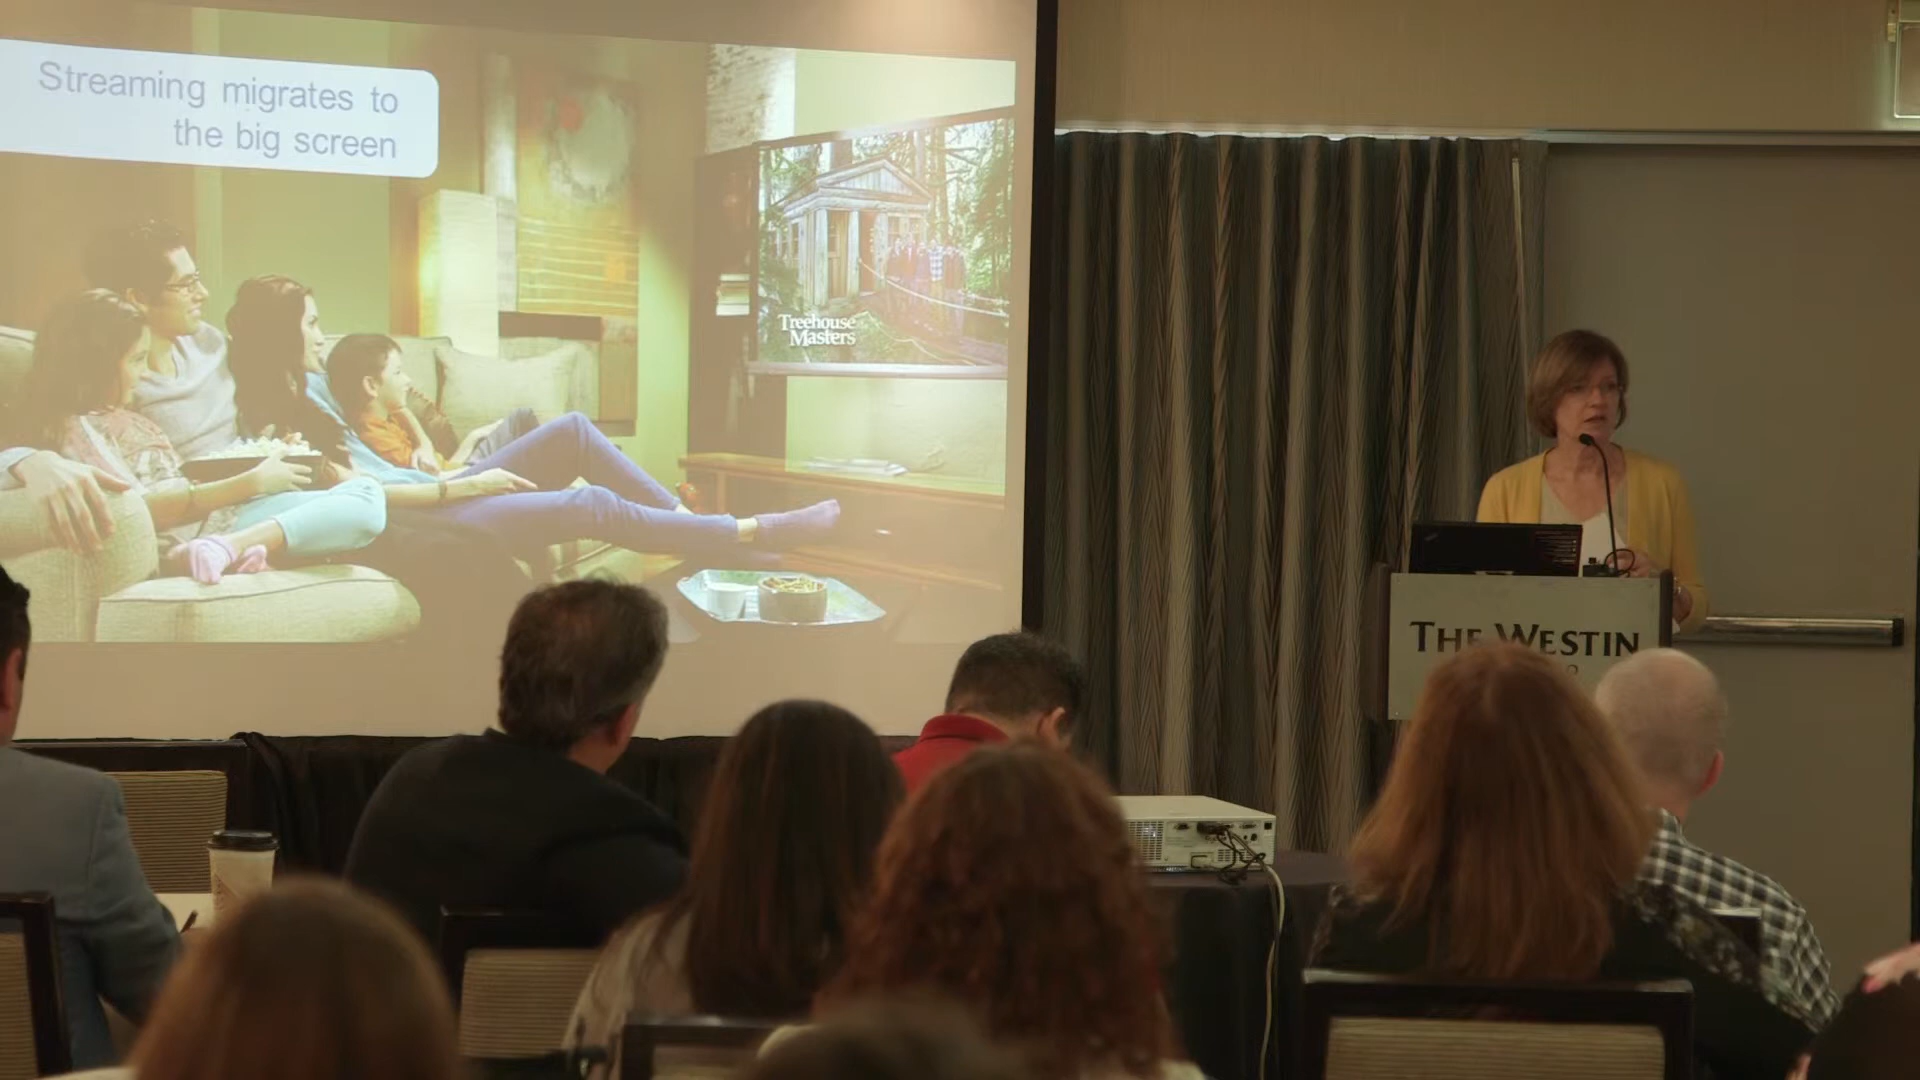 Streaming migrates to
the big screen
Treehouse
Masters
THE WESTIN